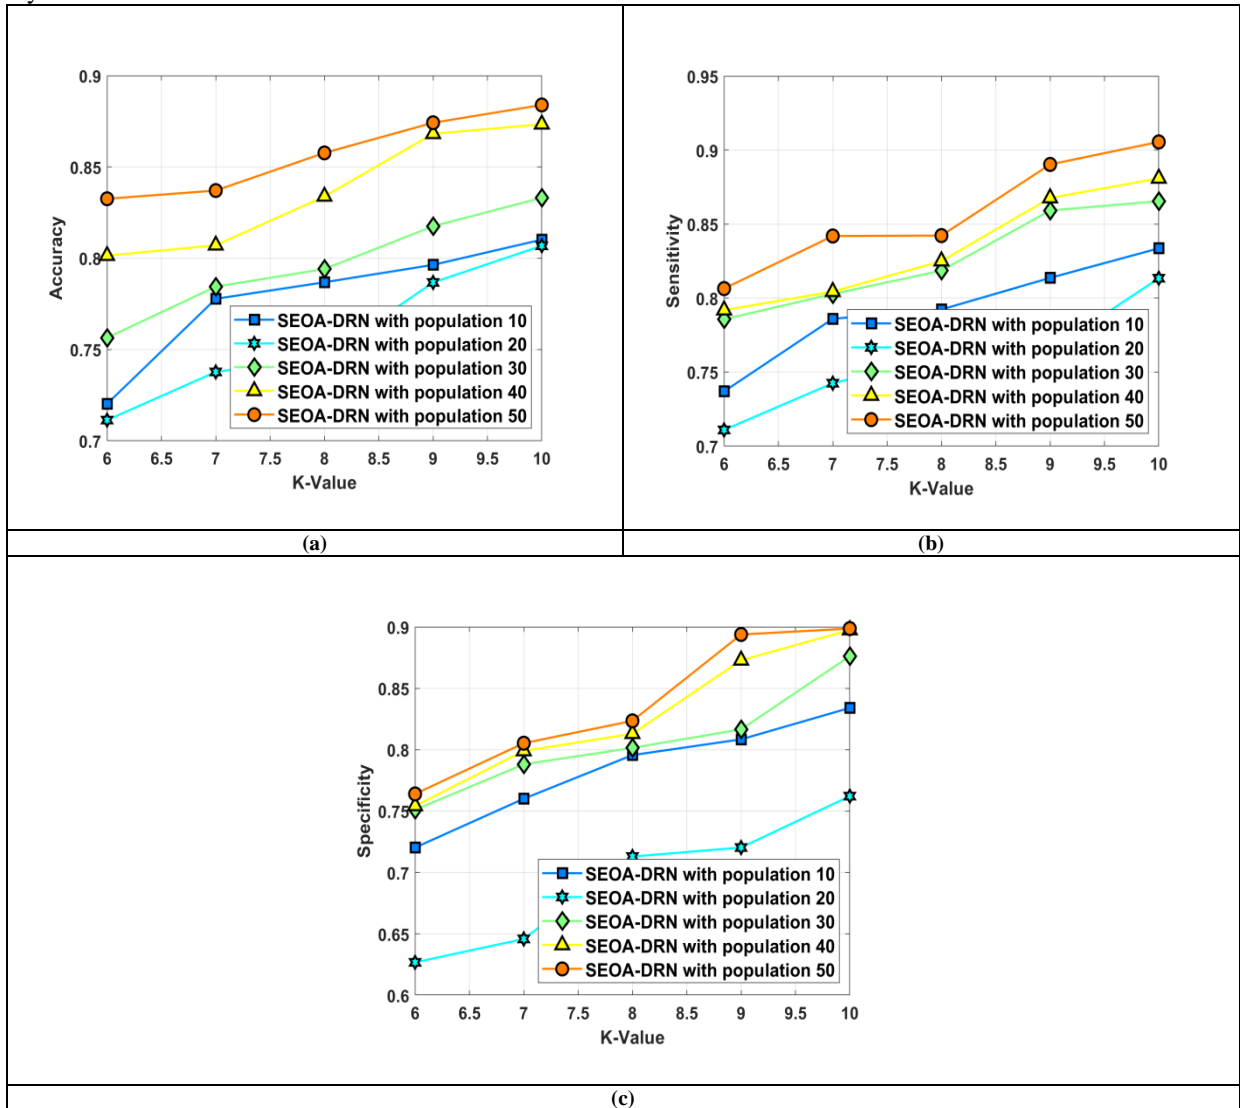 0.9
0.85
0.8
0.75
0.7
Accuracy
6 6.5 7 7.5 8 8.5 9 9.5 10
K-Value
SEOA-DRN with population 10
SEOA-DRN with population 20
SEOA-DRN with population 30
SEOA-DRN with population 40
SEOA-DRN with population 50
0.95
0.9
0.85
0.8
0.75
0.7
Sensitivity
6 6.5 7 7.5 8 8.5 9 9.5 10
K-Value
SEOA-DRN with population 10
SEOA-DRN with population 20
SEOA-DRN with population 30
SEOA-DRN with population 40
SEOA-DRN with population 50
(a)
(b)
0.9
0.85
0.8
0.75
0.7
0.65
0.6
Specificity
6 6.5 7 7.5 8 8.5 9 9.5 10
K-Value
SEOA-DRN with population 10
SEOA-DRN with population 20
SEOA-DRN with population 30
SEOA-DRN with population 40
SEOA-DRN with population 50
(c)